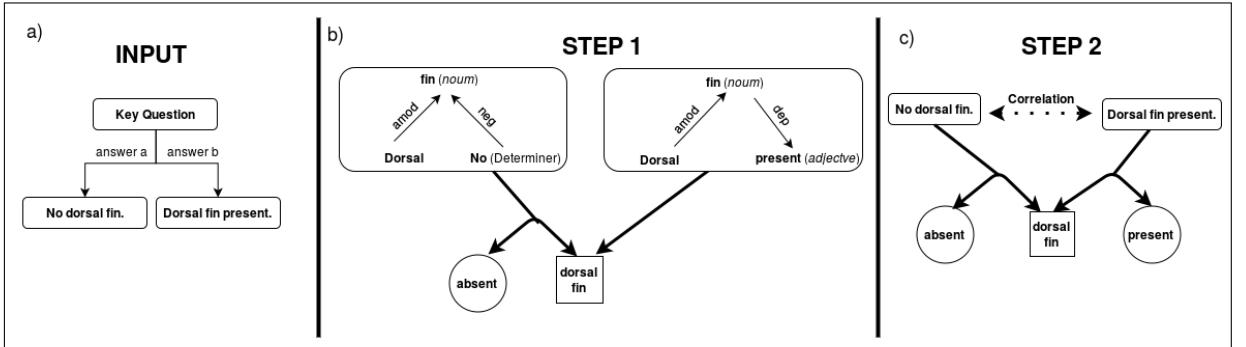 a)
INPUT
Key Question
answer a
answer b
No dorsal fin.
Dorsal fin present.
b)
STEP 1
fin (noum)
amod
neg
Dorsal
No (Determiner)
fin (noum)
amod
dep
Dorsal
present (adjectve)
absent
dorsal
fin
c)
STEP 2
No dorsal fin.
Correlation
Dorsal fin present.
absent
dorsal
fin
present